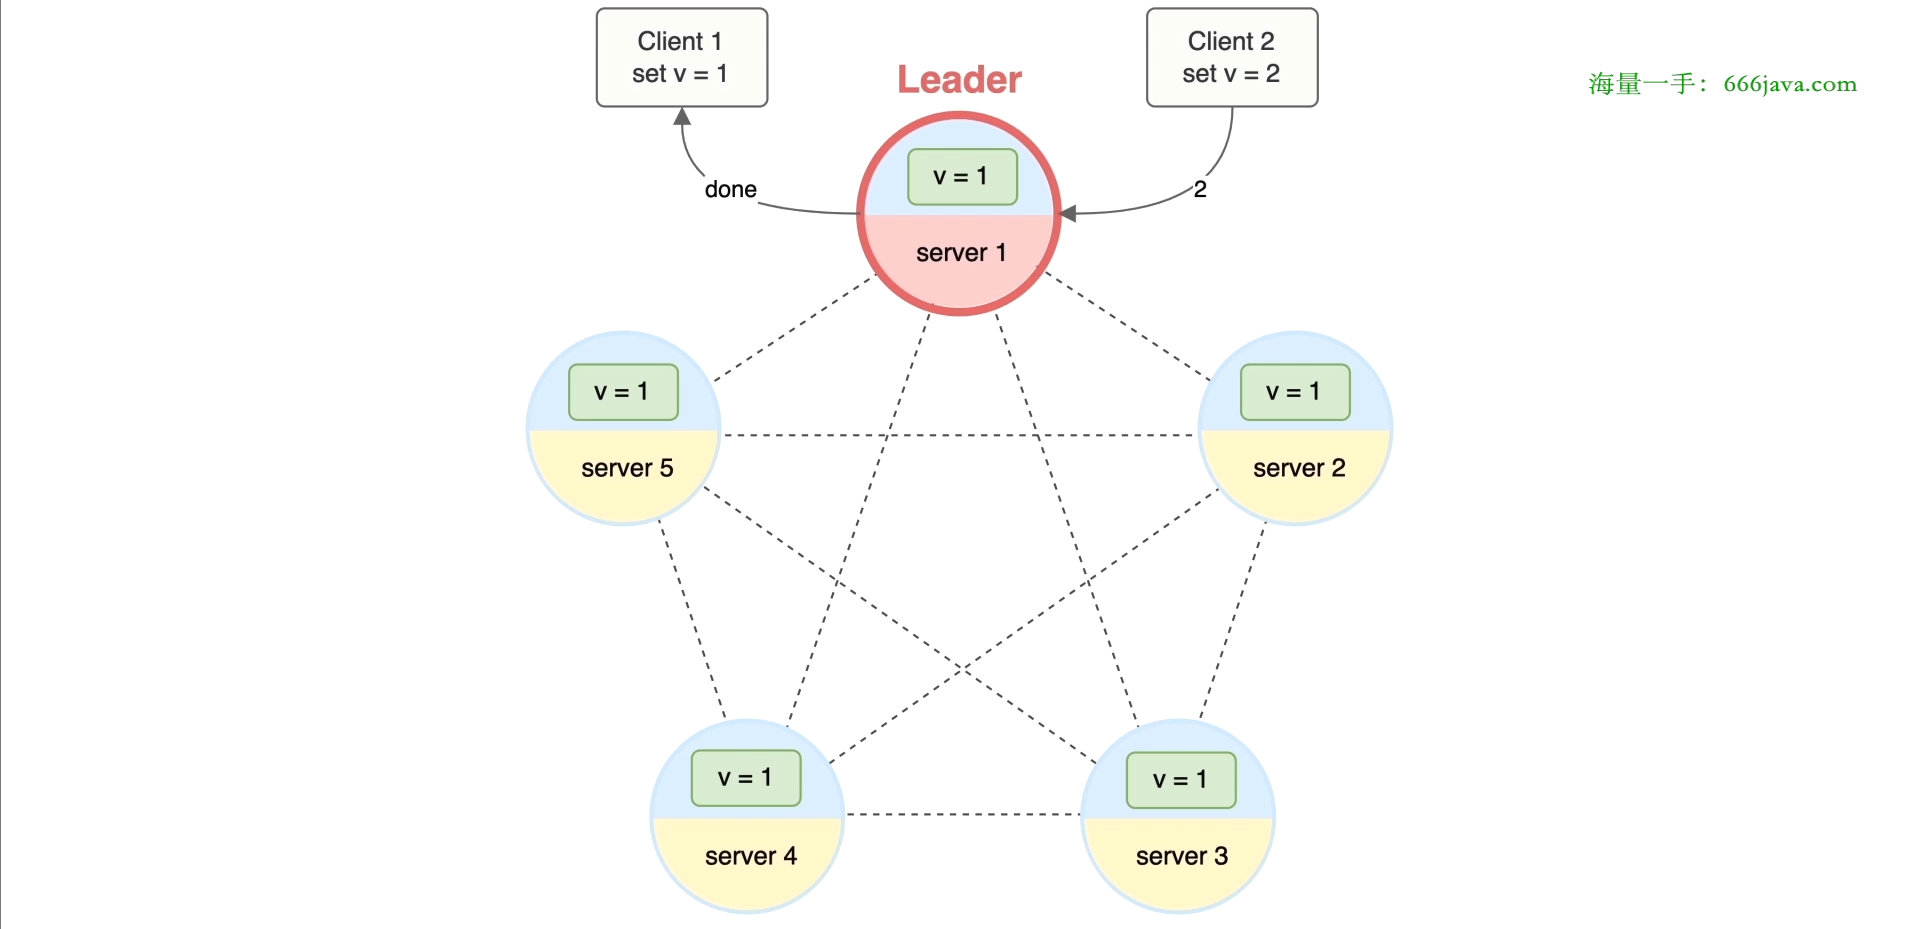 Client 1
set v = 1
Client 2
set v = 2
海量一手：666java.com
Leader
done
2
v = 1
server 1
v = 1
server 5
v = 1
server 2
v = 1
server 4
v = 1
server 3